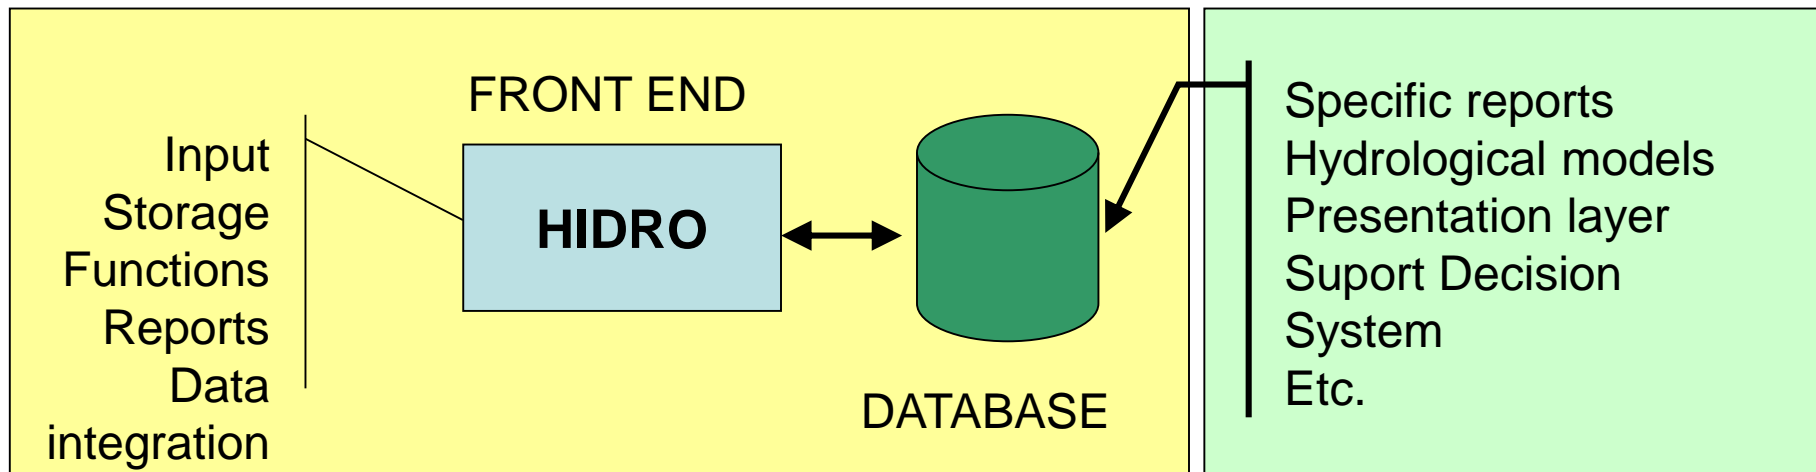 Input
Storage
Functions
Reports
Data
integration
FRONT END
HIDRO
DATABASE
Specific reports
Hydrological models
Presentation layer
Suport Decision
System
Etc.